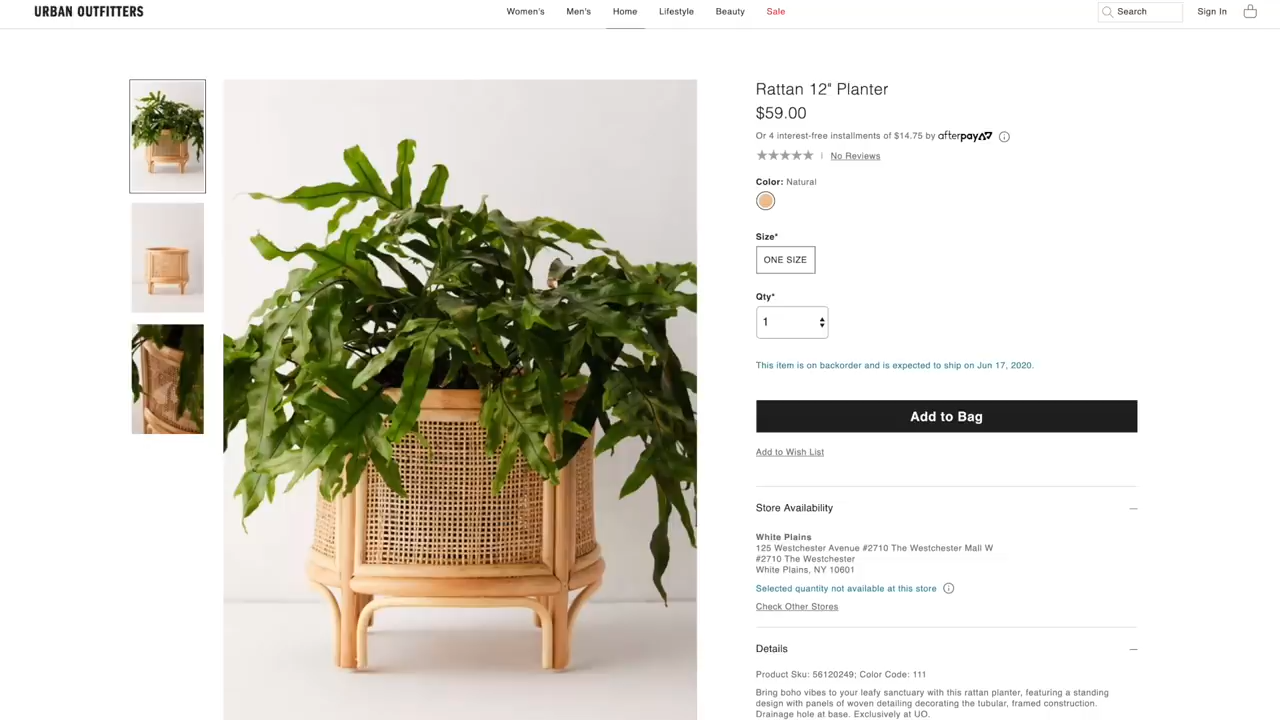 URBAN OUTFITTERS
Women's Men's Home Lifestyle Beauty Sale
Search
Sign In
Rattan 12" Planter
$59.00
Or 4 interest-free installments of $14.75 by afterpay
No Reviews
Color: Natural
Size*
ONE SIZE
Qty*
1
This item is on backorder and is expected to ship on Jun 17, 2020.
Add to Bag
Add to Wish List
Store Availability
White Plains
125 Westchester Avenue #2710 The Westchester Mall W
#2710 The Westchester
White Plains, NY 10601
Selected quantity not available at this store
Check Other Stores
Details
Product Sku: 56120249; Color Code: 111
Bring boho vibes to your leafy sanctuary with this rattan planter, featuring a standing
design with panels of woven detailing decorating the tubular, framed construction.
Drainage hole at base. Exclusively at UO.